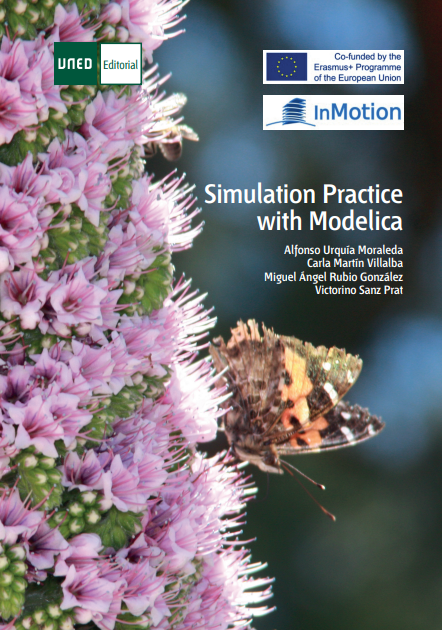 UNED Editorial
Co-funded by the
Erasmus+ Programme
of the European Union
InMotion
Simulation Practice
with Modelica
Alfonso Urquía Moraleda
Carla Martín Villalba
Miguel Ángel Rubio González
Victorino Sanz Prat